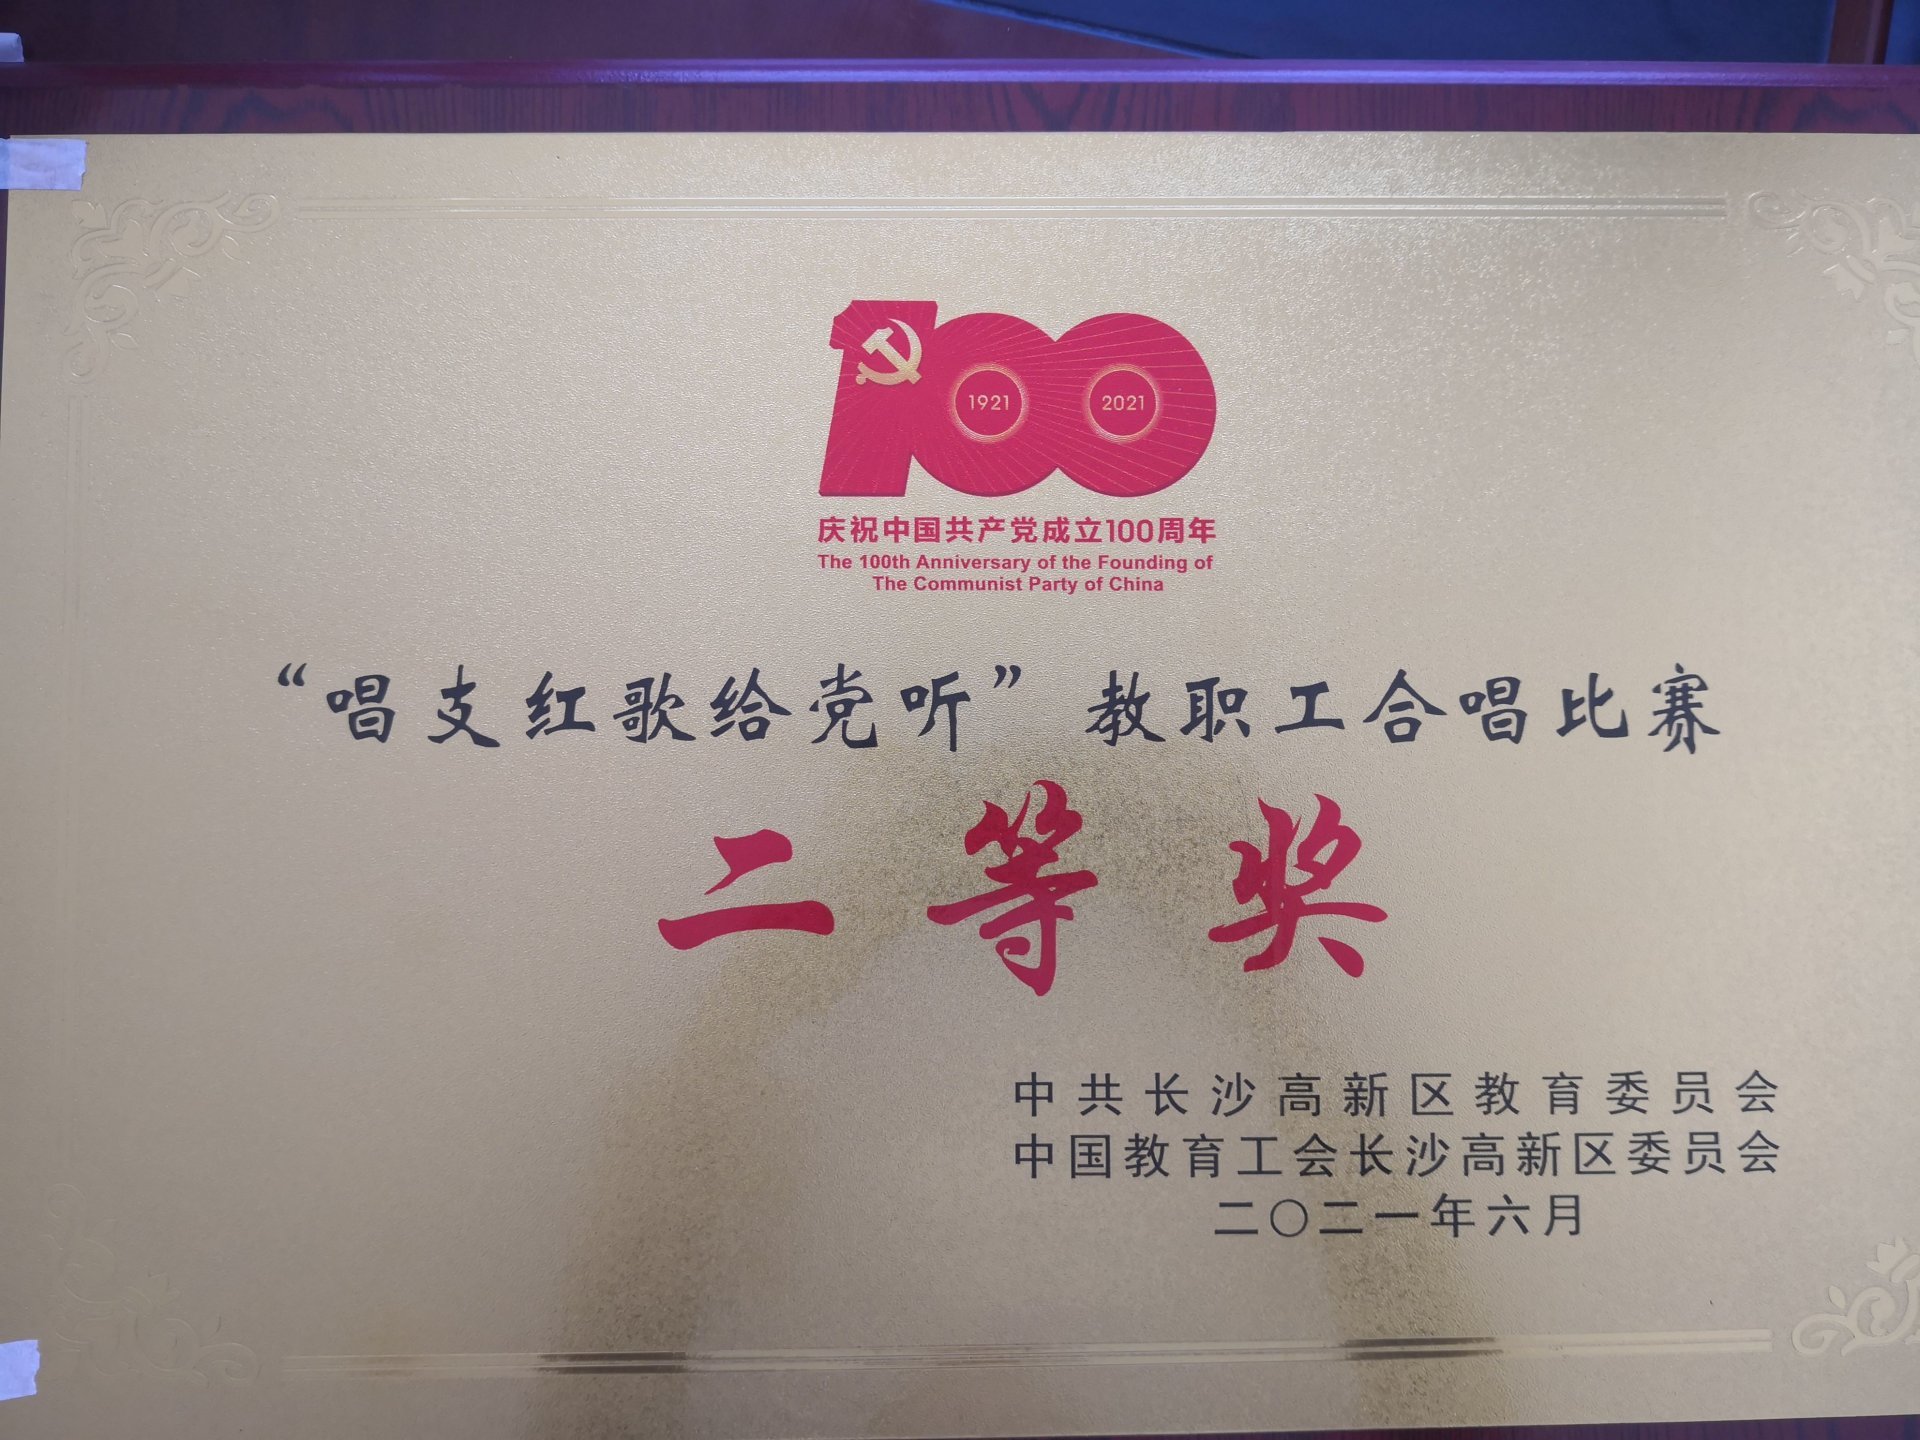 100
1921
2021
庆祝中国共产党成立100周年
The 100th Anniversary of the Founding of
The Communist Party of China
“唱支红歌给党听”教职工合唱比赛
二等奖
中共长沙高新区教育委员会
中国教育工会长沙高新区委员会
二〇二一年六月